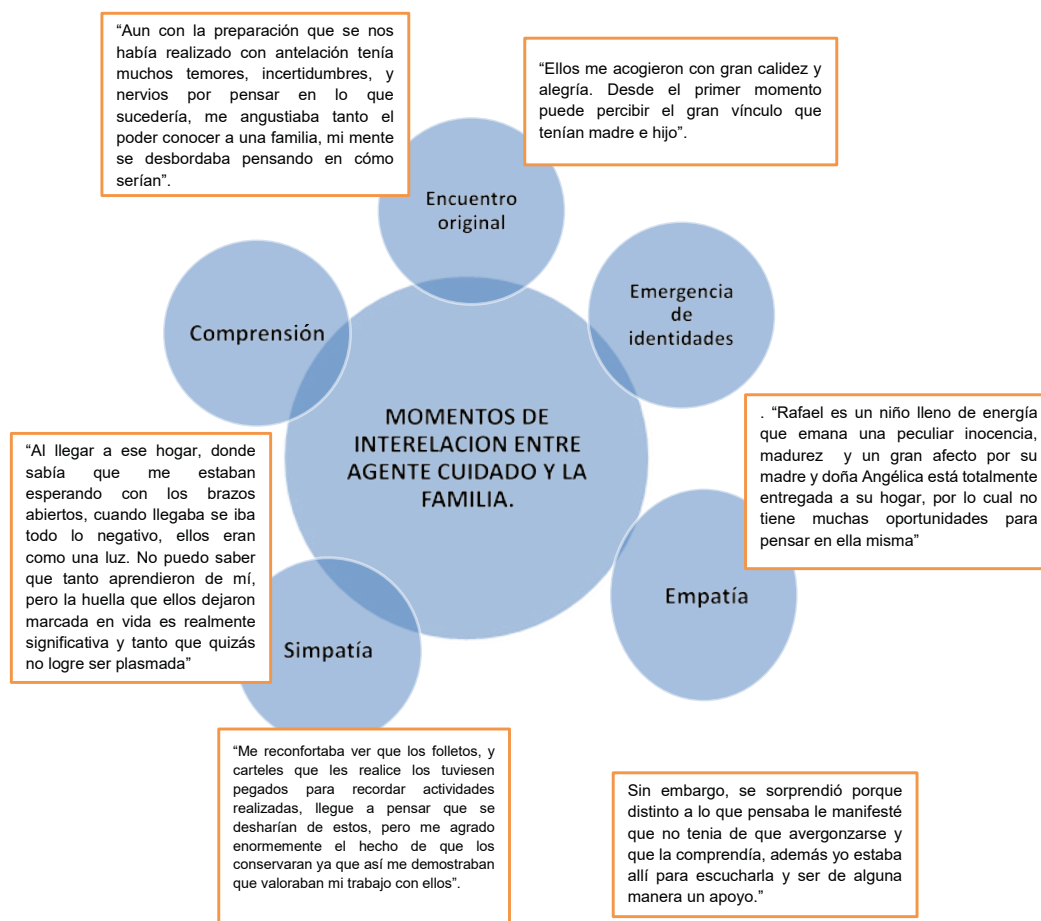 “Aun con la preparación que se nos
había realizado con antelación tenía
muchos temores, incertidumbres, y
nervios por pensar en lo que
sucedería, me angustiaba tanto el
poder conocer a una familia, mi mente
se desbordaba pensando en cómo
serían”.
“Ellos me acogieron con gran calidez y
alegría. Desde el primer momento
puede percibir el gran vínculo que
tenían madre e hijo”.
Encuentro
original
Emergencia
de
identidades
Comprensión
MOMENTOS DE
INTERELACION ENTRE
AGENTE CUIDADO Y LA
FAMILIA.
. “Rafael es un niño lleno de energía
que emana una peculiar inocencia,
madurez y un gran afecto por su
madre y doña Angélica está totalmente
entregada a su hogar, por lo cual no
tiene muchas oportunidades para
pensar en ella misma”
“Al llegar a ese hogar, donde
sabía que me estaban
esperando con los brazos
abiertos, cuando llegaba se iba
todo lo negativo, ellos eran
como una luz. No puedo saber
que tanto aprendieron de mí,
pero la huella que ellos dejaron
marcada en vida es realmente
significativa y tanto que quizás
no logre ser plasmada”
Empatía
Simpatía
“Me reconfortaba ver que los folletos, y
carteles que les realice los tuviesen
pegados para recordar actividades
realizadas, llegue a pensar que se
desharían de estos, pero me agrado
enormemente el hecho de que los
conservaran ya que así me demostraban
que valoraban mi trabajo con ellos”.
Sin embargo, se sorprendió porque
distinto a lo que pensaba le manifesté
que no tenia de que avergonzarse y
que la comprendía, además yo estaba
allí para escucharla y ser de alguna
manera un apoyo.”